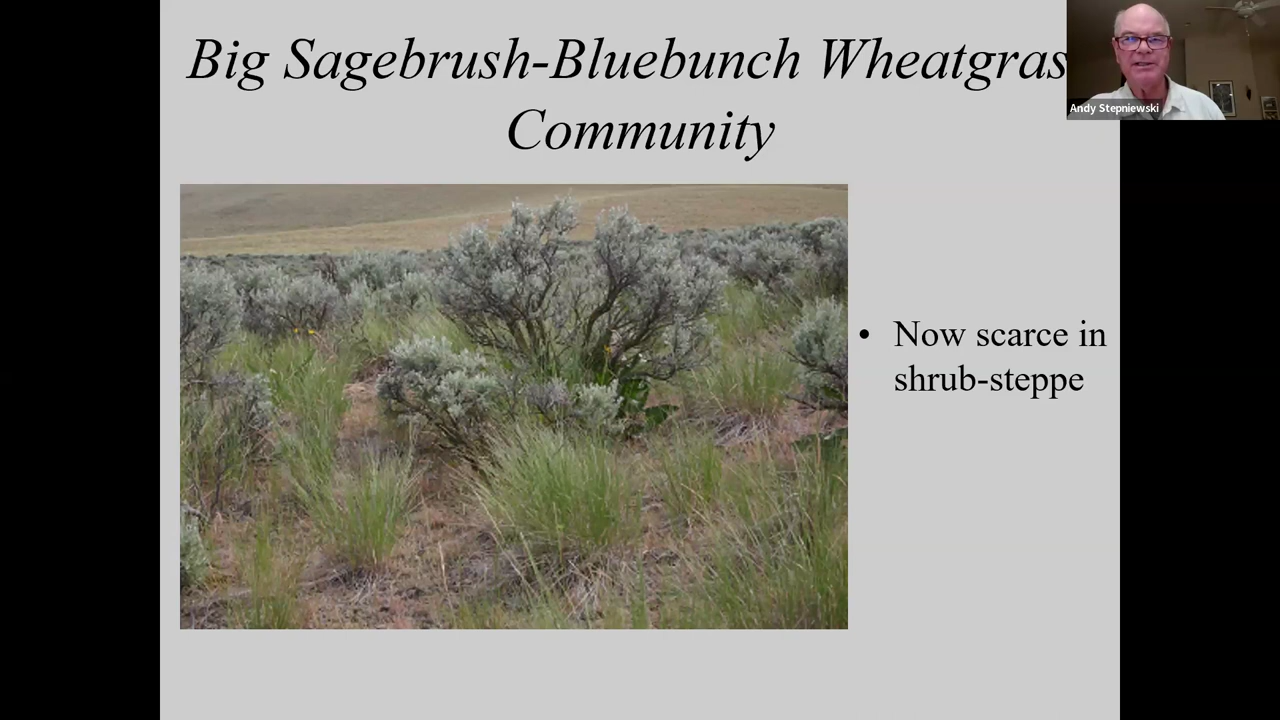 Big Sagebrush-Bluebunch Wheatgras
Community
Andy Stepniewski
• Now scarce in
shrub-steppe